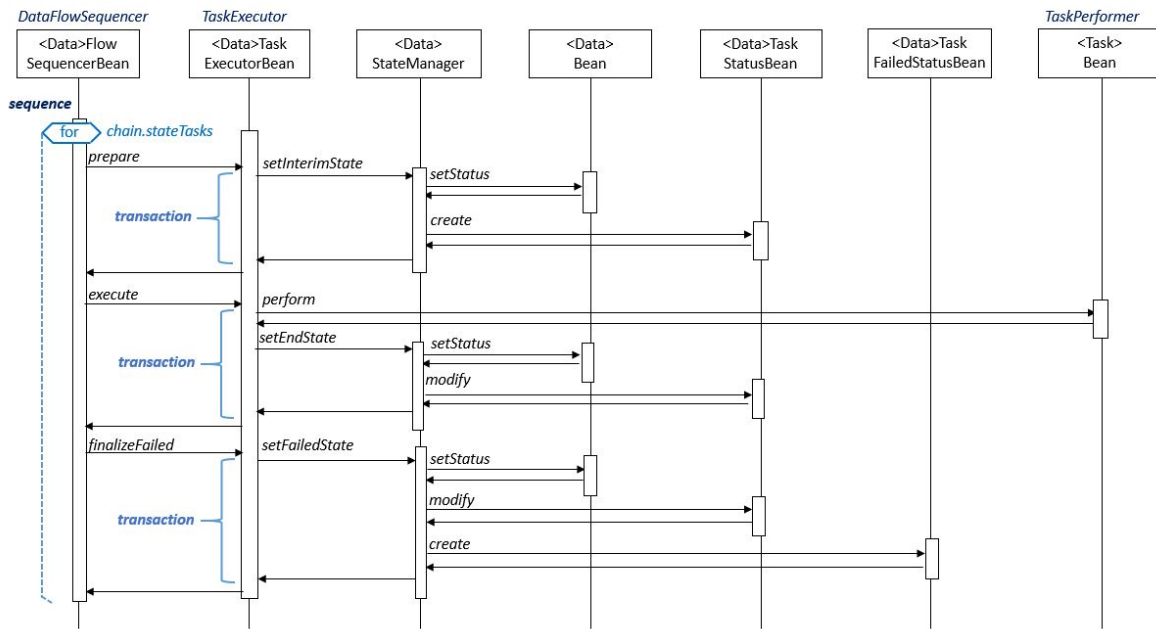 DataFlowSequencer
TaskExecutor
TaskPerformer
<Data>Flow
SequencerBean
<Data>Task
ExecutorBean
<Data>
StateManager
<Data>
Bean
<Data>Task
StatusBean
<Data>Task
FailedStatusBean
<Task>
Bean
sequence
for
chain.stateTasks
prepare
setInterimState
setStatus
transaction
create
execute
perform
setEndState
setStatus
transaction
modify
finalizeFailed
setFailedState
setStatus
modify
transaction
create